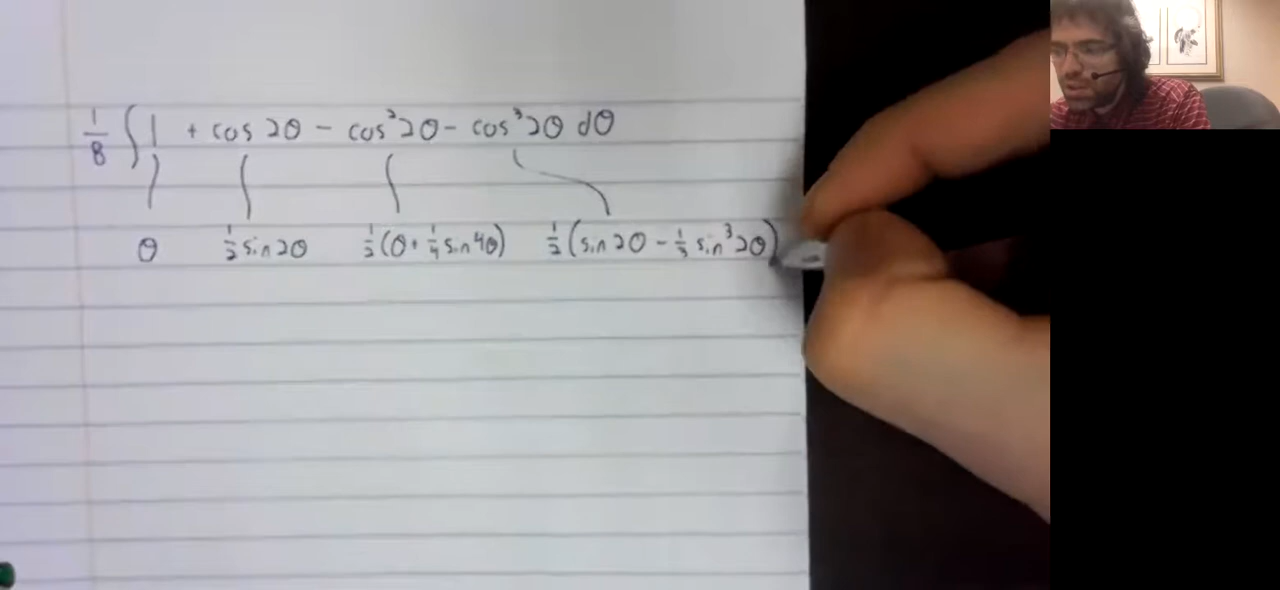 1/8 ∫ 1 + cos 2θ − cos²2θ − cos³2θ dθ
θ ½ sin 2θ ½(θ + ¼ sin 4θ) ½(sin 2θ − ⅓ sin³2θ)